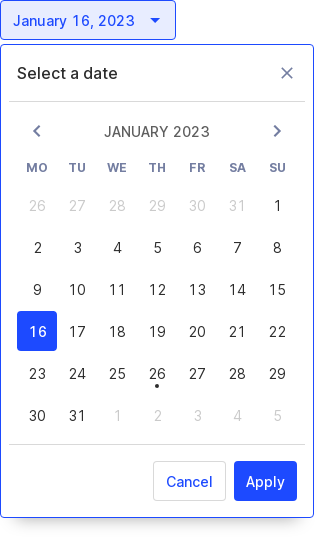 January 16, 2023
Select a date
JANUARY 2023
MO TU WE TH FR SA SU
26 27 28 29 30 31 1
2 3 4 5 6 7 8
9 10 11 12 13 14 15
16 17 18 19 20 21 22
23 24 25 26 27 28 29
30 31 1 2 3 4 5
Cancel Apply